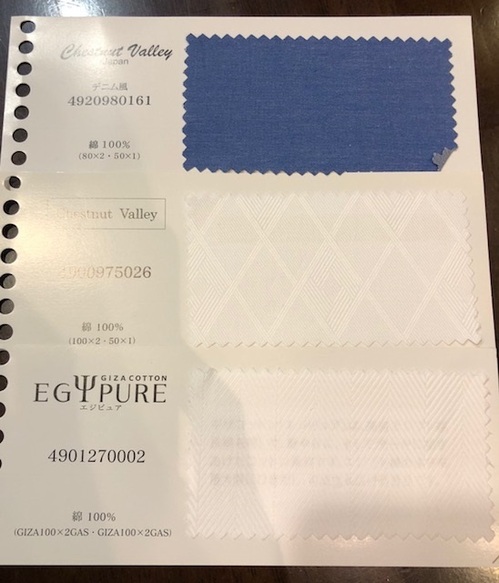 Chestnut Valley
Japan
デニム風
4920980161
綿 100%
(80×2・50×1)
Chestnut Valley
900975026
綿 100%
(100×2・50×1)
GIZA COTTON
EGYPURE
エジピュア
4901270002
綿 100%
(GIZA100×2GAS・GIZA100×2GAS)